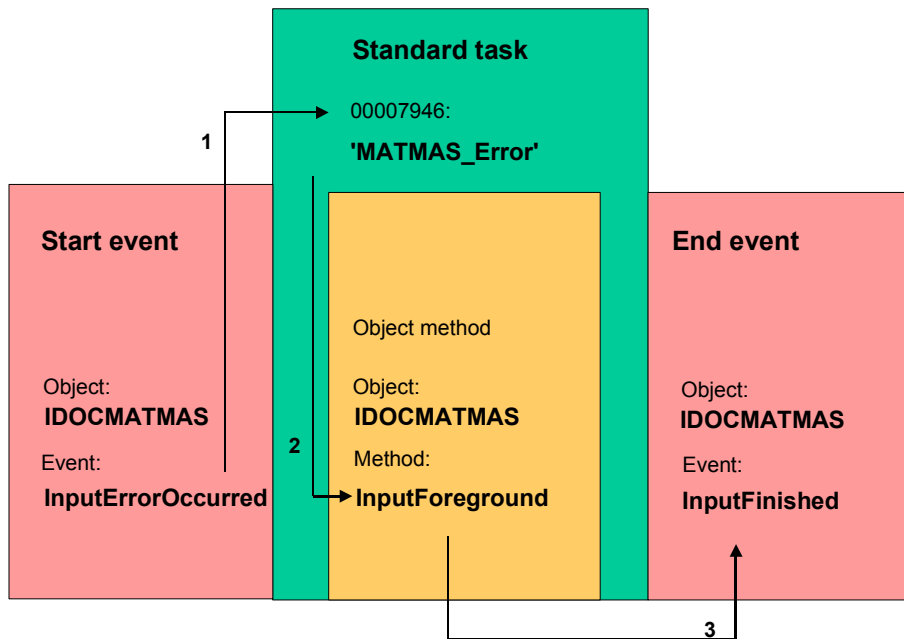 Standard task
00007946:
'MATMAS_Error'
1
Start event
Object:
IDOCMATMAS
Event:
InputErrorOccurred
2
Object method
Object:
IDOCMATMAS
Method:
InputForeground
End event
Object:
IDOCMATMAS
Event:
InputFinished
3